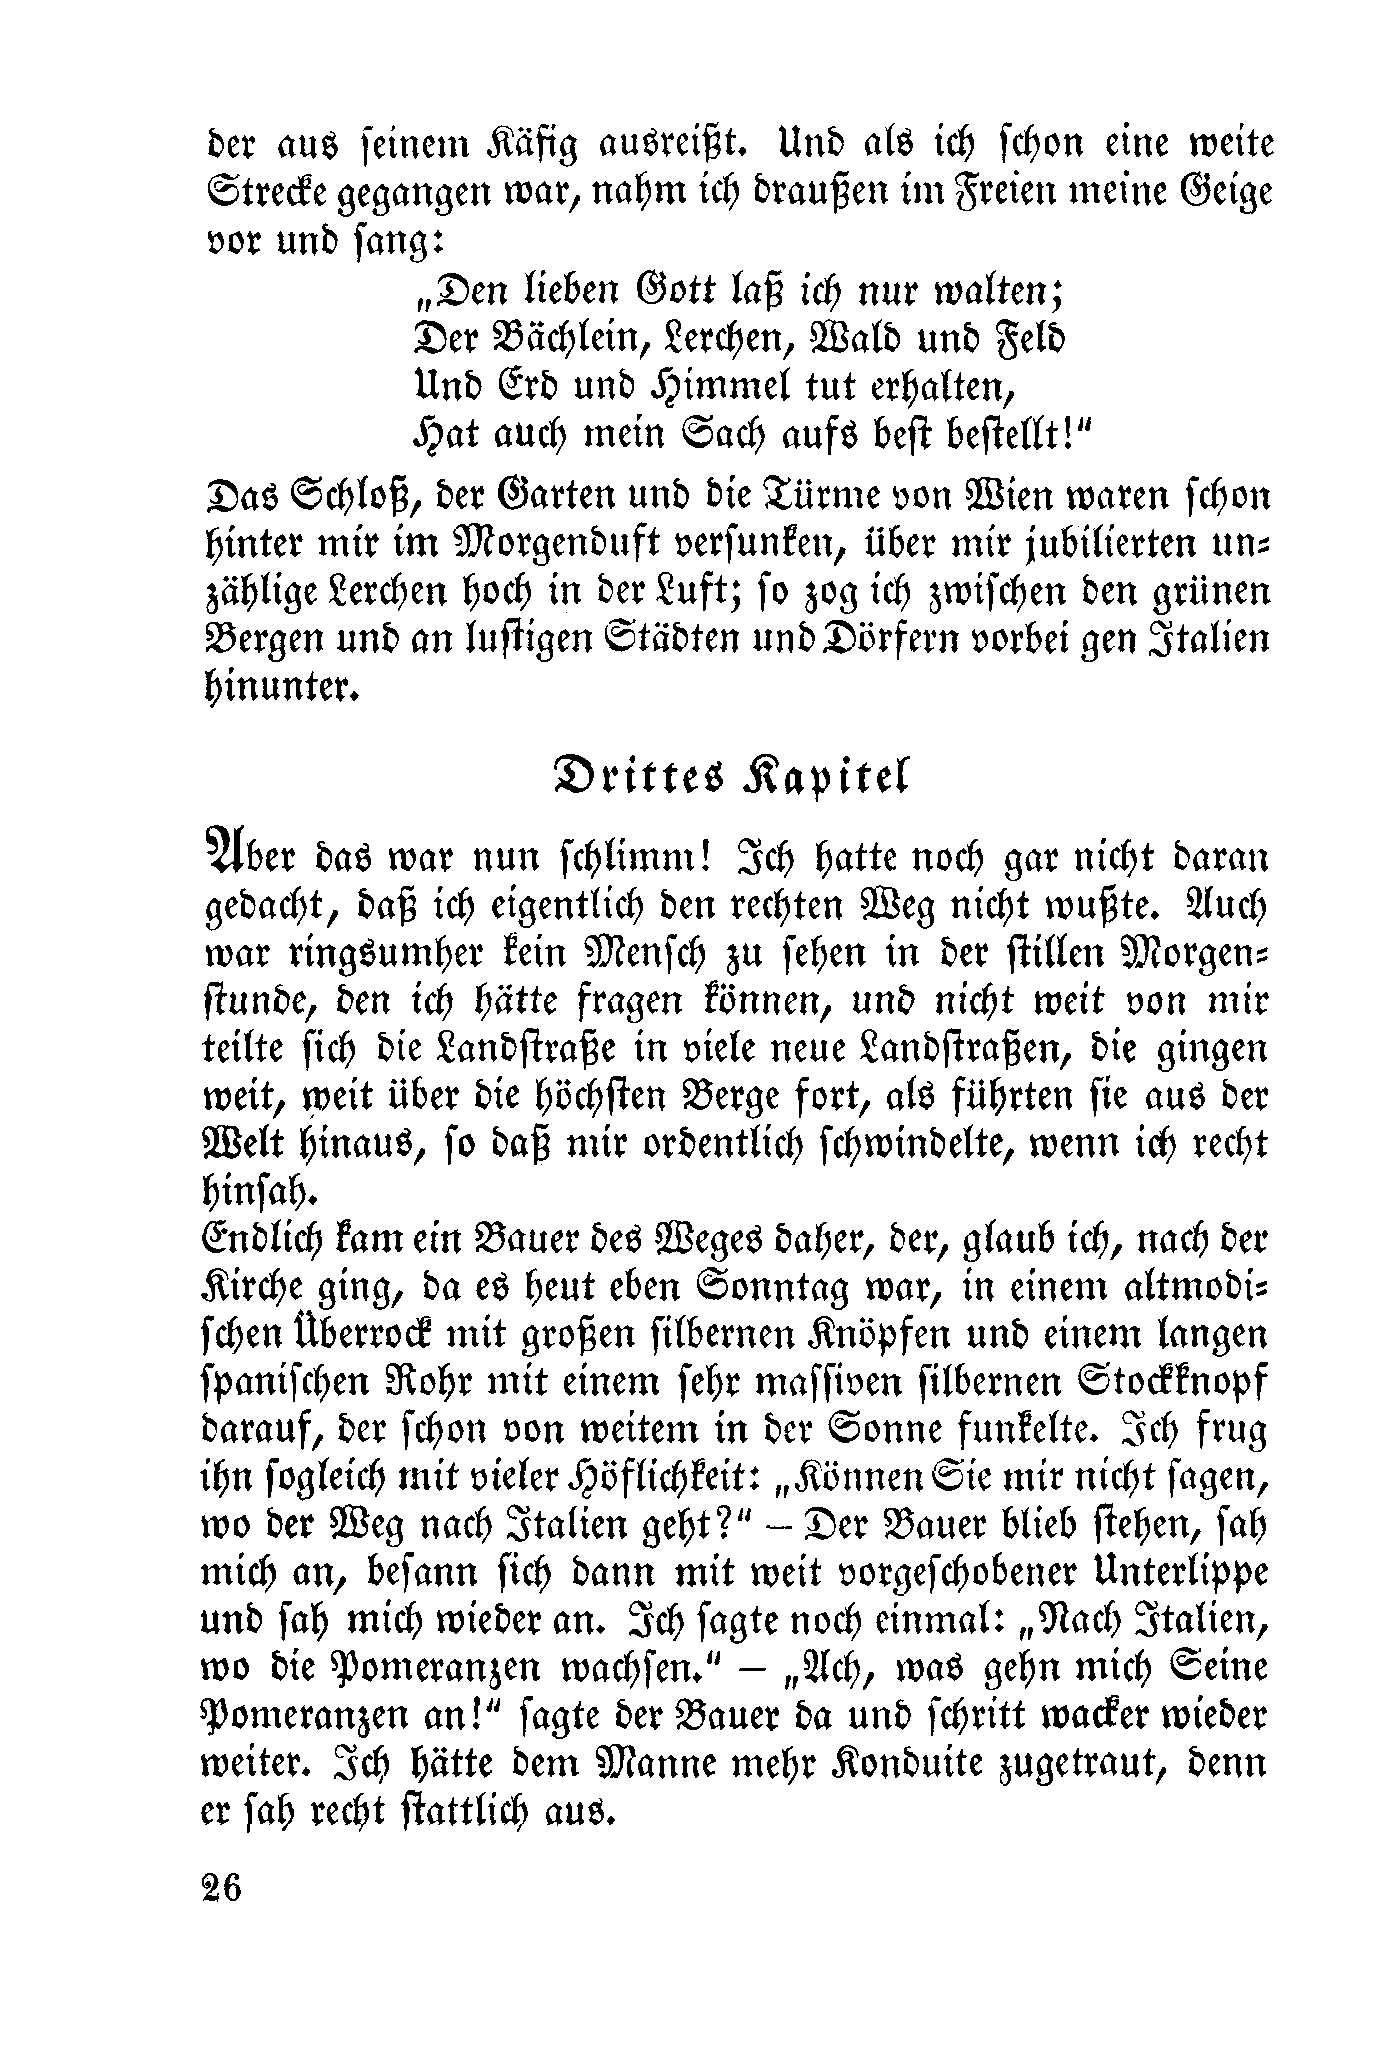 der aus seinem Käfig ausreißt. Und als ich schon eine weite
Strecke gegangen war, nahm ich draußen im Freien meine Geige
vor und sang:
„Den lieben Gott laß ich nur walten;
Der Bächlein, Lerchen, Wald und Feld
Und Erd und Himmel tut erhalten,
Hat auch mein Sach aufs best bestellt!“
Das Schloß, der Garten und die Türme von Wien waren schon
hinter mir im Morgenduft versunken, über mir jubilierten un-
zählige Lerchen hoch in der Luft; so zog ich zwischen den grünen
Bergen und an lustigen Städten und Dörfern vorbei gen Italien
hinunter.
Drittes Kapitel
Aber das war nun schlimm! Ich hatte noch gar nicht daran
gedacht, daß ich eigentlich den rechten Weg nicht wußte. Auch
war ringsumher kein Mensch zu sehen in der stillen Morgen-
stunde, den ich hätte fragen können, und nicht weit von mir
teilte sich die Landstraße in viele neue Landstraßen, die gingen
weit, weit über die höchsten Berge fort, als führten sie aus der
Welt hinaus, so daß mir ordentlich schwindelte, wenn ich recht
hinsah.
Endlich kam ein Bauer des Weges daher, der, glaub ich, nach der
Kirche ging, da es heut eben Sonntag war, in einem altmodi-
schen Überrock mit großen silbernen Knöpfen und einem langen
spanischen Rohr mit einem sehr massiven silbernen Stockknopf
darauf, der schon von weitem in der Sonne funkelte. Ich frug
ihn sogleich mit vieler Höflichkeit: „Können Sie mir nicht sagen,
wo der Weg nach Italien geht?“ – Der Bauer blieb stehen, sah
mich an, besann sich dann mit weit vorgeschobener Unterlippe
und sah mich wieder an. Ich sagte noch einmal: „Nach Italien,
wo die Pomeranzen wachsen.“ – „Ach, was gehn mich Seine
Pomeranzen an!“ sagte der Bauer da und schritt wacker wieder
weiter. Ich hätte dem Manne mehr Konduite zugetraut, denn
er sah recht stattlich aus.
26